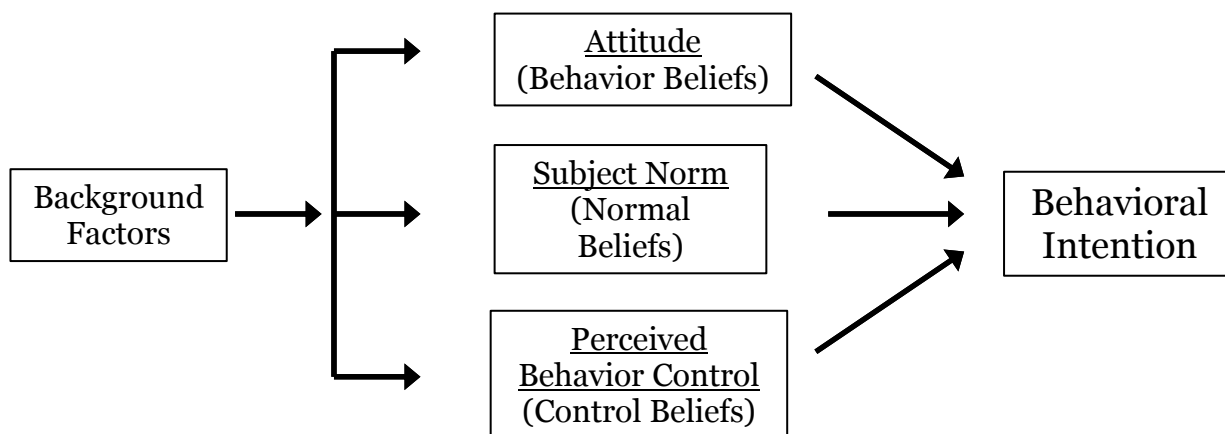 Attitude
(Behavior Beliefs)
Background
Factors
Subject Norm
(Normal
Beliefs)
Perceived
Behavior Control
(Control Beliefs)
Behavioral
Intention